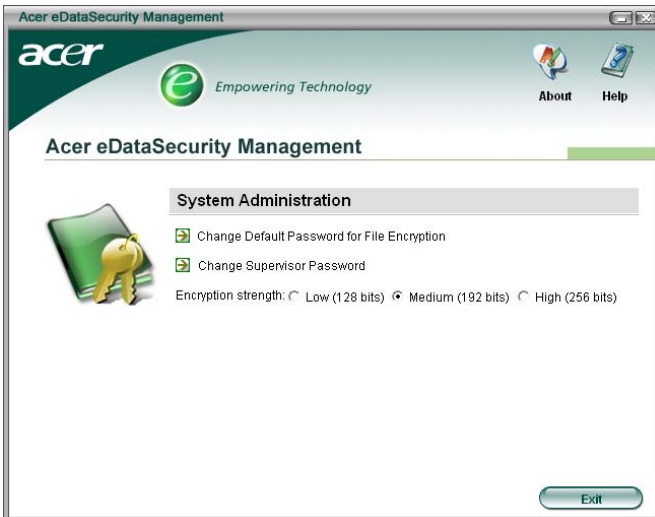 Acer eDataSecurity Management
acer
e
Empowering Technology
About
Help
Acer eDataSecurity Management
System Administration
Change Default Password for File Encryption
Change Supervisor Password
Encryption strength: Low (128 bits) Medium (192 bits) High (256 bits)
Exit